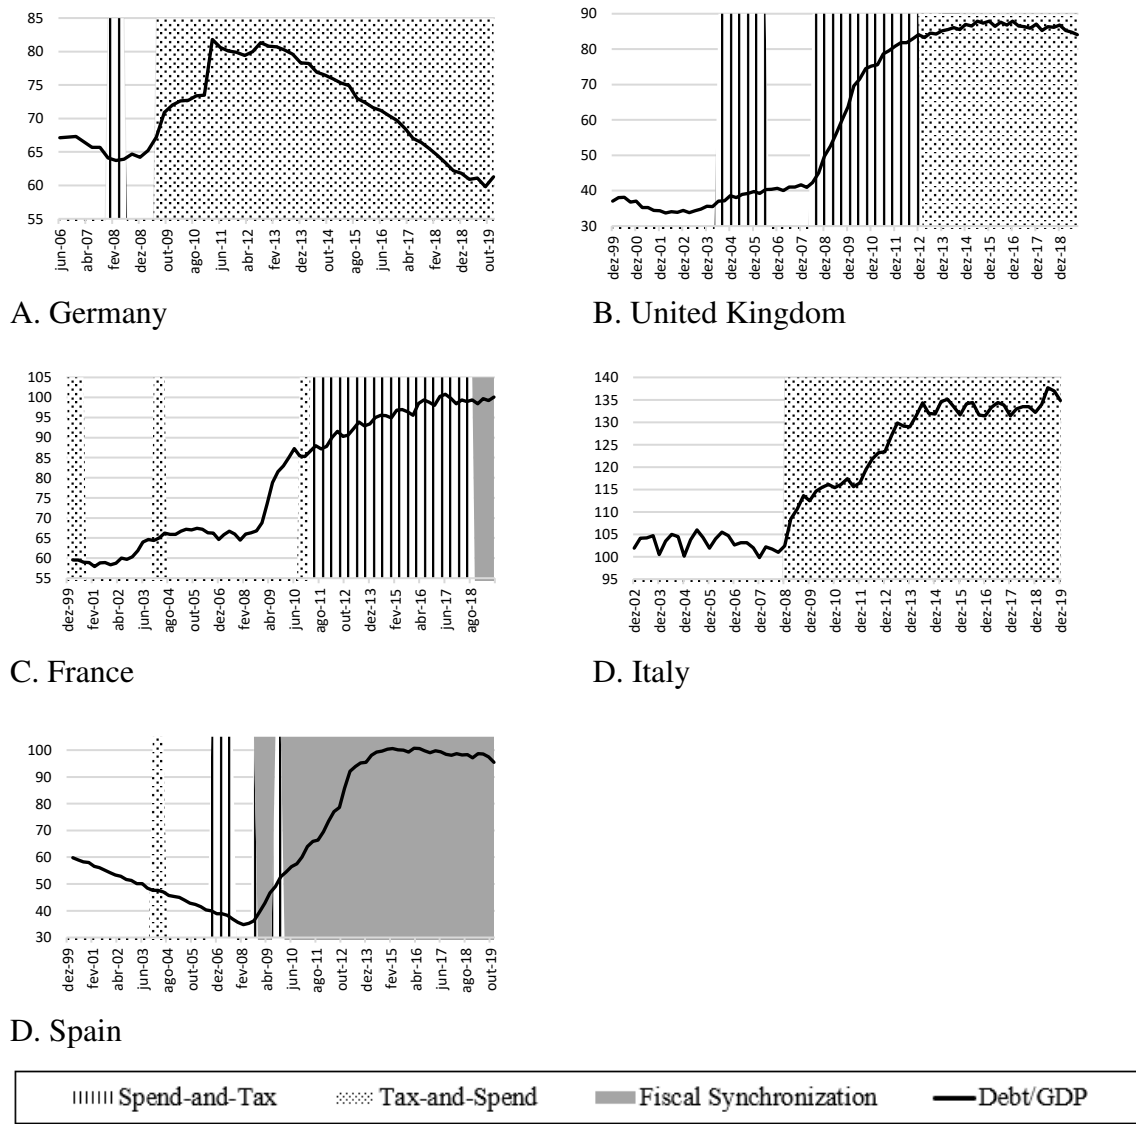 85
80
75
70
65
60
55
jun-06
abr-07
fev-08
dez-08
out-09
ago-10
jun-11
abr-12
fev-13
dez-13
out-14
ago-15
jun-16
abr-17
fev-18
dez-18
out-19
A. Germany
90
80
70
60
50
40
30
dez-99
dez-00
dez-01
dez-02
dez-03
dez-04
dez-05
dez-06
dez-07
dez-08
dez-09
dez-10
dez-11
dez-12
dez-13
dez-14
dez-15
dez-16
dez-17
dez-18
B. United Kingdom
105
100
95
90
85
80
75
70
65
60
55
dez-99
fev-01
abr-02
jun-03
ago-04
out-05
dez-06
fev-08
abr-09
jun-10
ago-11
out-12
dez-13
fev-15
abr-16
jun-17
ago-18
C. France
140
135
130
125
120
115
110
105
100
95
dez-02
dez-03
dez-04
dez-05
dez-06
dez-07
dez-08
dez-09
dez-10
dez-11
dez-12
dez-13
dez-14
dez-15
dez-16
dez-17
dez-18
dez-19
D. Italy
100
90
80
70
60
50
40
30
dez-99
fev-01
abr-02
jun-03
ago-04
out-05
dez-06
fev-08
abr-09
jun-10
ago-11
out-12
dez-13
fev-15
abr-16
jun-17
ago-18
out-19
D. Spain
Spend-and-Tax Tax-and-Spend Fiscal Synchronization Debt/GDP